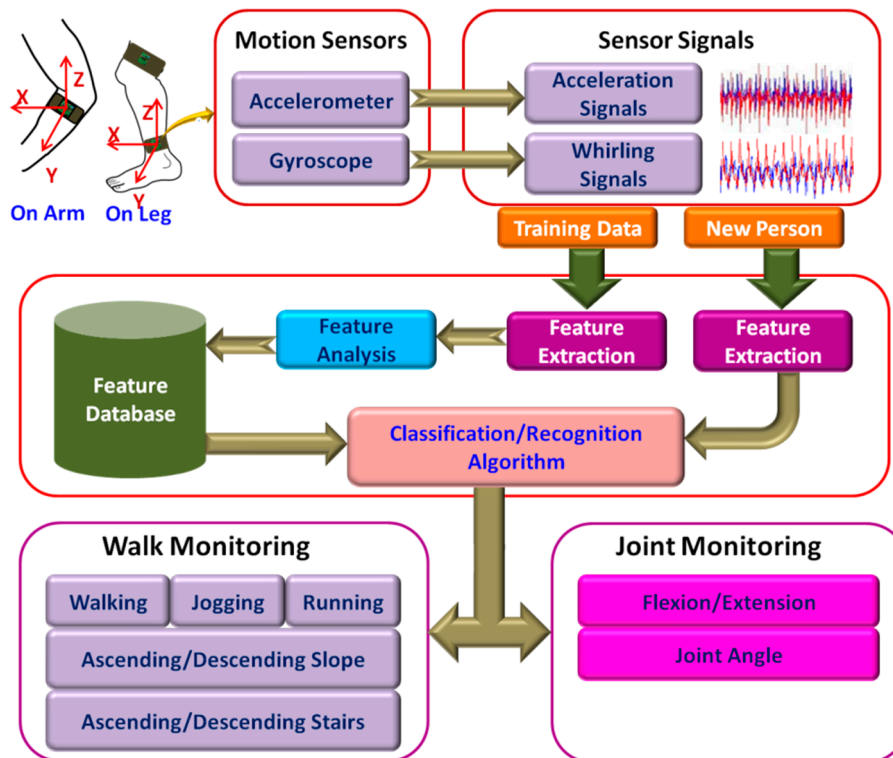 Motion Sensors
Sensor Signals
Accelerometer
Acceleration
Signals
Gyroscope
Whirling
Signals
Z
X
Y
On Arm
Z
X
Y
On Leg
Training Data
New Person
Feature
Database
Feature
Analysis
Feature
Extraction
Feature
Extraction
Classification/Recognition
Algorithm
Walk Monitoring
Walking
Jogging
Running
Ascending/Descending Slope
Ascending/Descending Stairs
Joint Monitoring
Flexion/Extension
Joint Angle